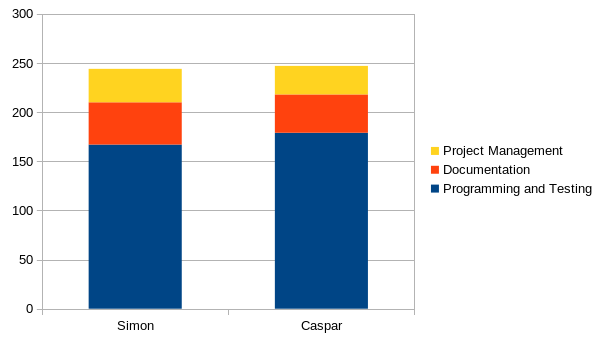 300
250
200
150
100
50
0
Simon
Caspar
Project Management
Documentation
Programming and Testing